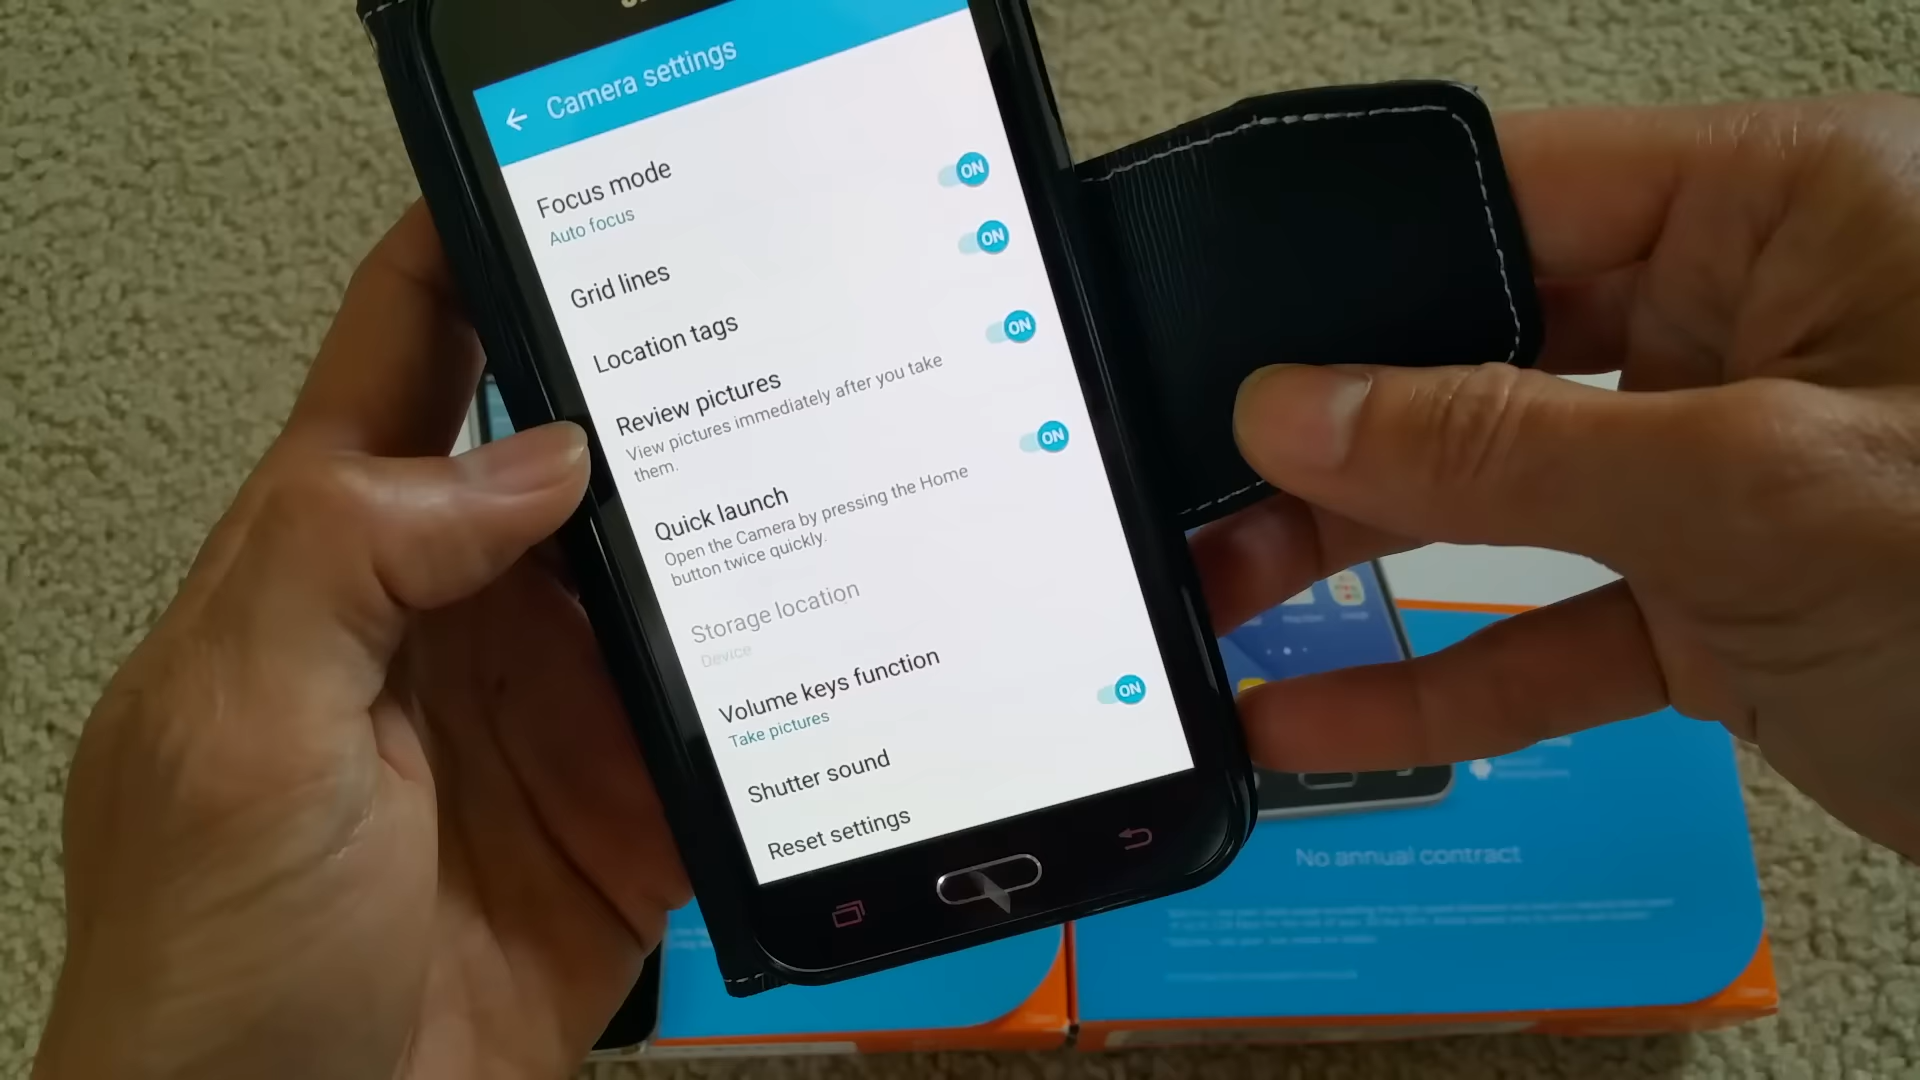 Camera settings
Focus mode
Auto focus
ON
Grid lines
ON
Location tags
ON
Review pictures
View pictures immediately after you take
them.
ON
Quick launch
Open the Camera by pressing the Home
button twice quickly.
Storage location
Device
Volume keys function
Take pictures
ON
Shutter sound
Reset settings
No annual contract